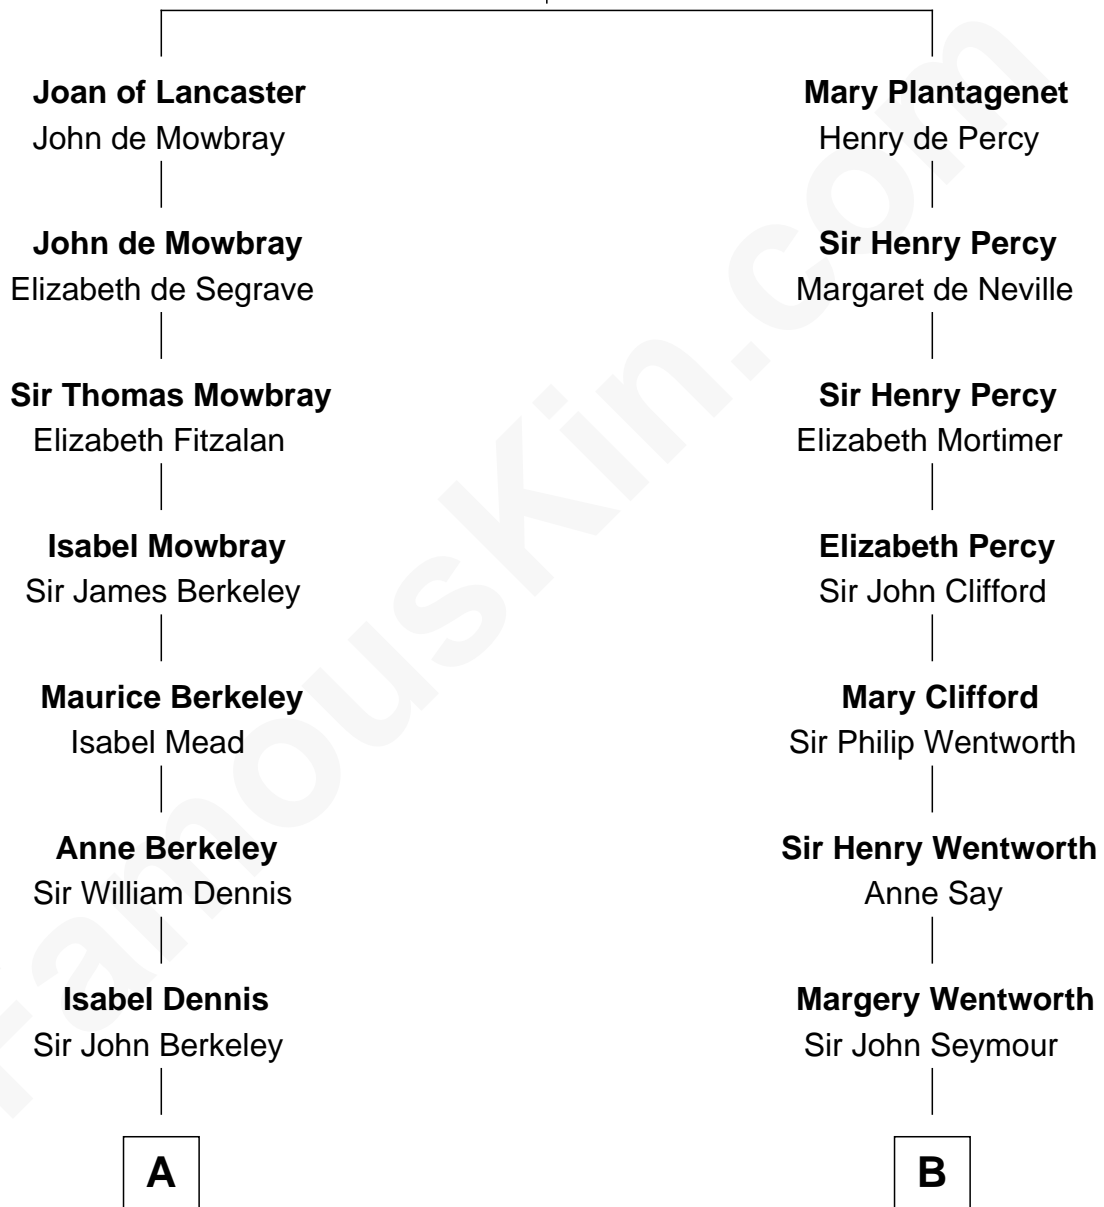 Joan of Lancaster
John de Mowbray
John de Mowbray
Elizabeth de Segrave
Sir Thomas Mowbray
Elizabeth Fitzalan
Isabel Mowbray
Sir James Berkeley
Maurice Berkeley
Isabel Mead
Anne Berkeley
Sir William Dennis
Isabel Dennis
Sir John Berkeley
A
Mary Plantagenet
Henry de Percy
Sir Henry Percy
Margaret de Neville
Sir Henry Percy
Elizabeth Mortimer
Elizabeth Percy
Sir John Clifford
Mary Clifford
Sir Philip Wentworth
Sir Henry Wentworth
Anne Say
Margery Wentworth
Sir John Seymour
B
FamousKin.com